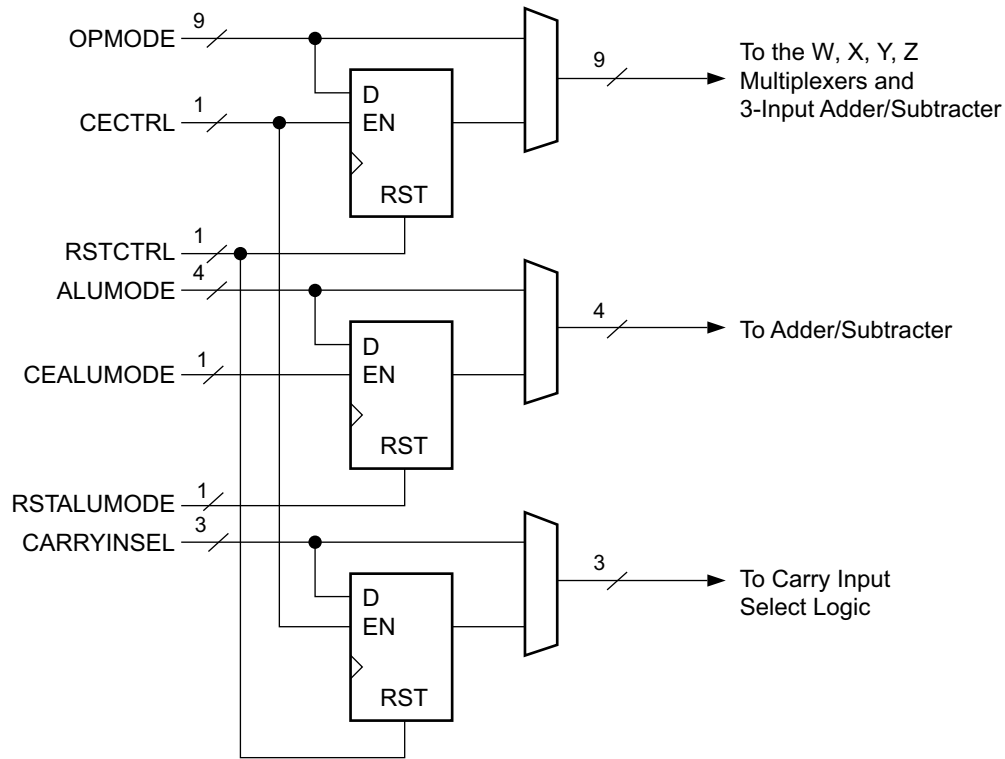 OPMODE
9
CECTRL
1
D
EN
RST
9
To the W, X, Y, Z
Multiplexers and
3-Input Adder/Subtracter
RSTCTRL
1
ALUMODE
4
CEALUMODE
1
D
EN
RST
4
To Adder/Subtracter
RSTALUMODE
1
CARRYINSEL
3
D
EN
RST
3
To Carry Input
Select Logic